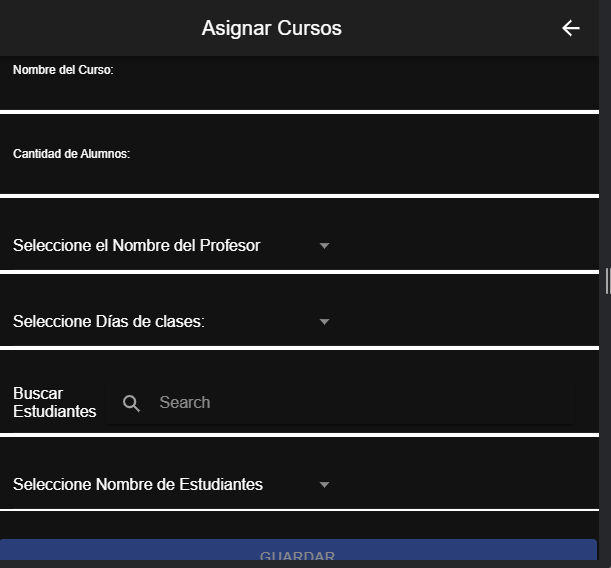 Asignar Cursos
Nombre del Curso:
Cantidad de Alumnos:
Seleccione el Nombre del Profesor
Seleccione Días de clases:
Buscar
Estudiantes
Search
Seleccione Nombre de Estudiantes
GUARDAR